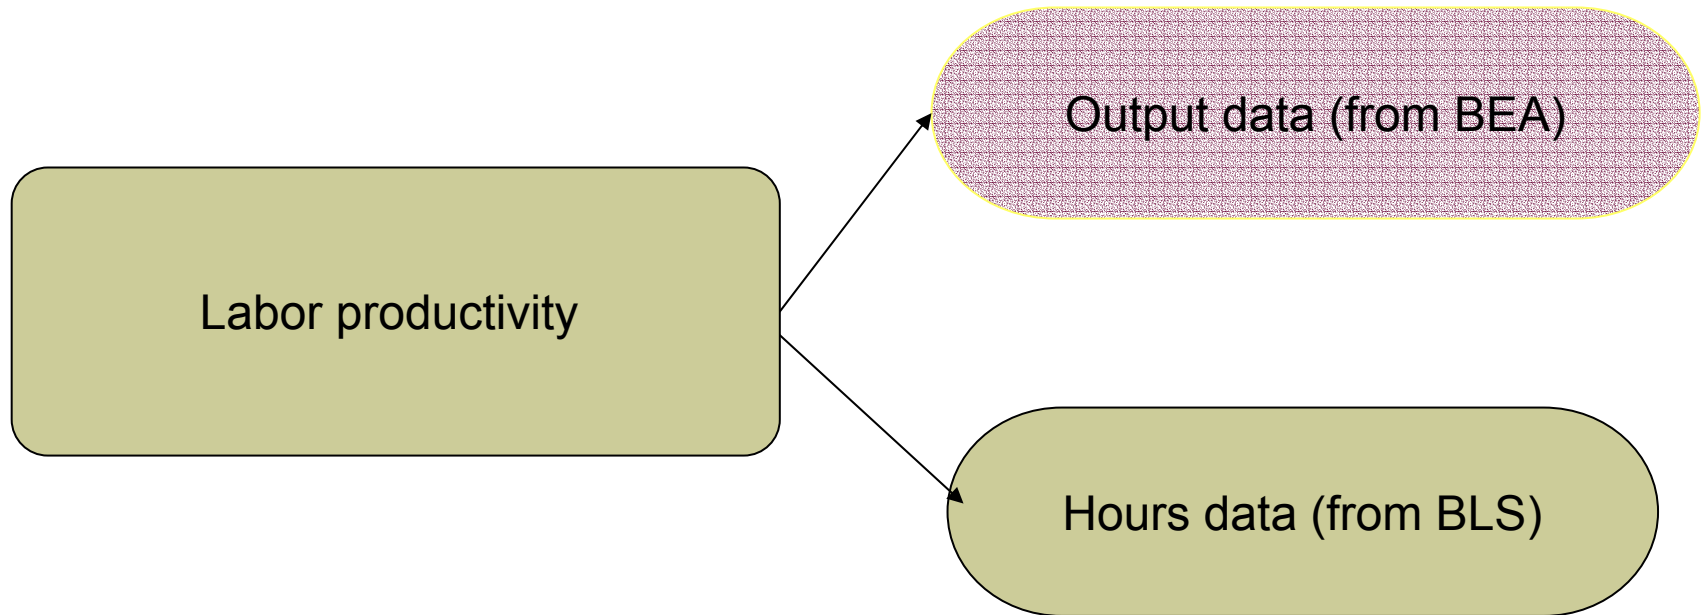 Output data (from BEA)
Labor productivity
Hours data (from BLS)